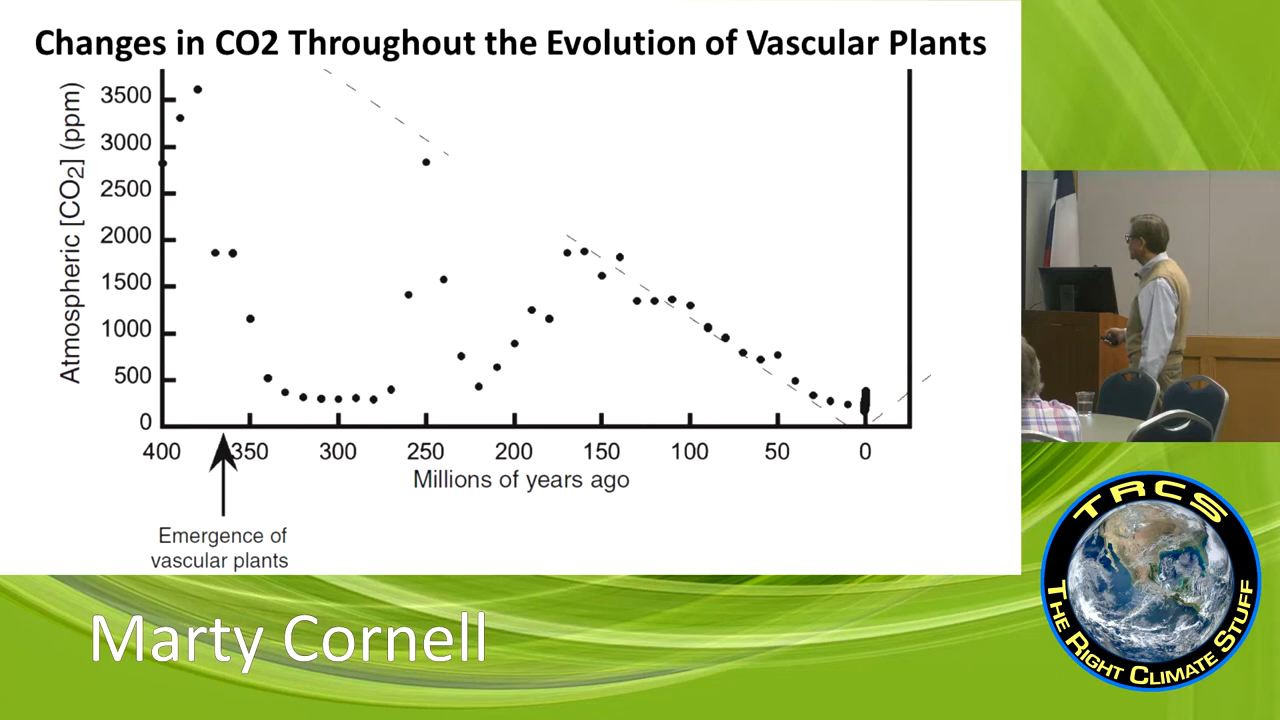 Changes in CO2 Throughout the Evolution of Vascular Plants
Atmospheric [CO2] (ppm)
3500
3000
2500
2000
1500
1000
500
0
400 350 300 250 200 150 100 50 0
Millions of years ago
Emergence of
vascular plants
Marty Cornell
TRCS
THE RIGHT CLIMATE STUFF